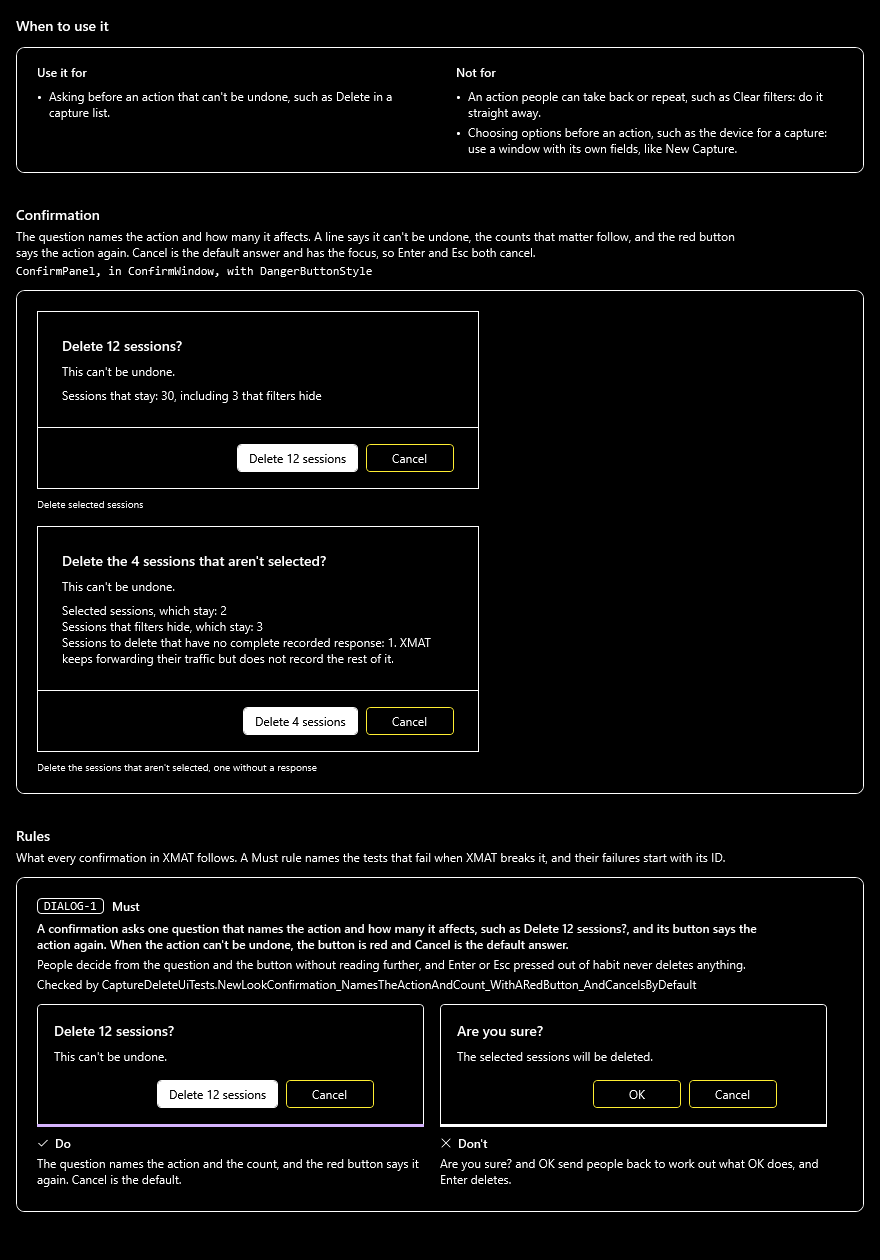 When to use it
Use it for
• Asking before an action that can't be undone, such as Delete in a
capture list.
Not for
• An action people can take back or repeat, such as Clear filters: do it
straight away.
• Choosing options before an action, such as the device for a capture:
use a window with its own fields, like New Capture.
Confirmation
The question names the action and how many it affects. A line says it can't be undone, the counts that matter follow, and the red button
says the action again. Cancel is the default answer and has the focus, so Enter and Esc both cancel.
ConfirmPanel, in ConfirmWindow, with DangerButtonStyle
Delete 12 sessions?
This can't be undone.
Sessions that stay: 30, including 3 that filters hide
Delete 12 sessions
Cancel
Delete selected sessions
Delete the 4 sessions that aren't selected?
This can't be undone.
Selected sessions, which stay: 2
Sessions that filters hide, which stay: 3
Sessions to delete that have no complete recorded response: 1. XMAT
keeps forwarding their traffic but does not record the rest of it.
Delete 4 sessions
Cancel
Delete the sessions that aren't selected, one without a response
Rules
What every confirmation in XMAT follows. A Must rule names the tests that fail when XMAT breaks it, and their failures start with its ID.
DIALOG-1 Must
A confirmation asks one question that names the action and how many it affects, such as Delete 12 sessions?, and its button says the
action again. When the action can't be undone, the button is red and Cancel is the default answer.
People decide from the question and the button without reading further, and Enter or Esc pressed out of habit never deletes anything.
Checked by CaptureDeleteUiTests.NewLookConfirmation_NamesTheActionAndCount_WithARedButton_AndCancelsByDefault
Delete 12 sessions?
This can't be undone.
Delete 12 sessions
Cancel
Do
The question names the action and the count, and the red button says it
again. Cancel is the default.
Are you sure?
The selected sessions will be deleted.
OK
Cancel
Don't
Are you sure? and OK send people back to work out what OK does, and
Enter deletes.